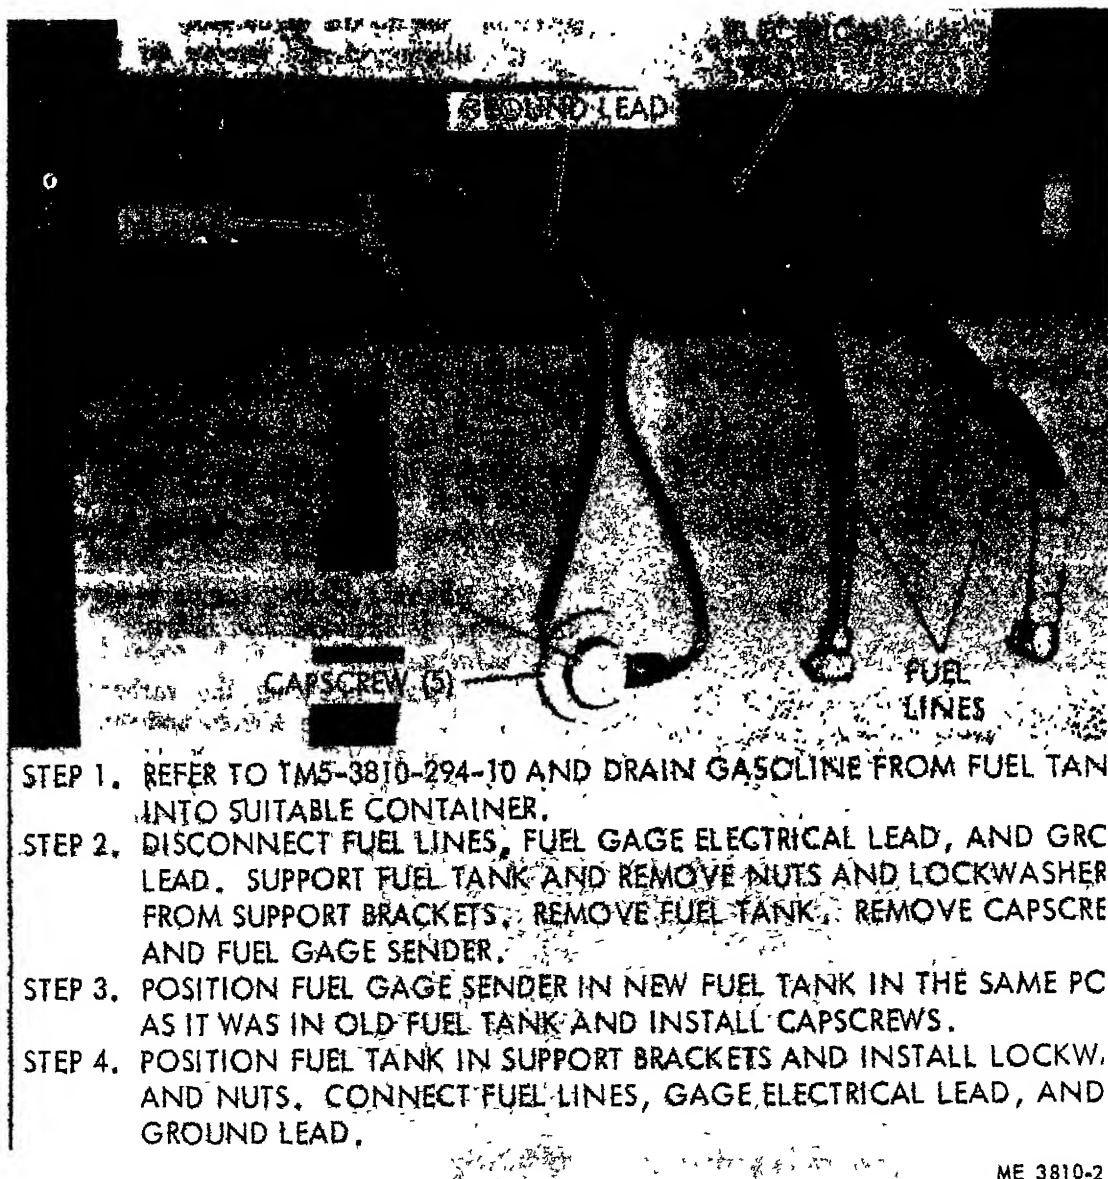 GROUND LEAD
CAPSCREW (5)
FUEL
LINES
STEP 1. REFER TO TM5-3810-294-10 AND DRAIN GASOLINE FROM FUEL TAN
INTO SUITABLE CONTAINER.
STEP 2. DISCONNECT FUEL LINES, FUEL GAGE ELECTRICAL LEAD, AND GRO
LEAD. SUPPORT FUEL TANK AND REMOVE NUTS AND LOCKWASHER
FROM SUPPORT BRACKETS. REMOVE FUEL TANK. REMOVE CAPSCRE
AND FUEL GAGE SENDER.
STEP 3. POSITION FUEL GAGE SENDER IN NEW FUEL TANK IN THE SAME PO
AS IT WAS IN OLD FUEL TANK AND INSTALL CAPSCREWS.
STEP 4. POSITION FUEL TANK IN SUPPORT BRACKETS AND INSTALL LOCKWA
AND NUTS. CONNECT FUEL LINES, GAGE ELECTRICAL LEAD, AND
GROUND LEAD.
ME 3810-2